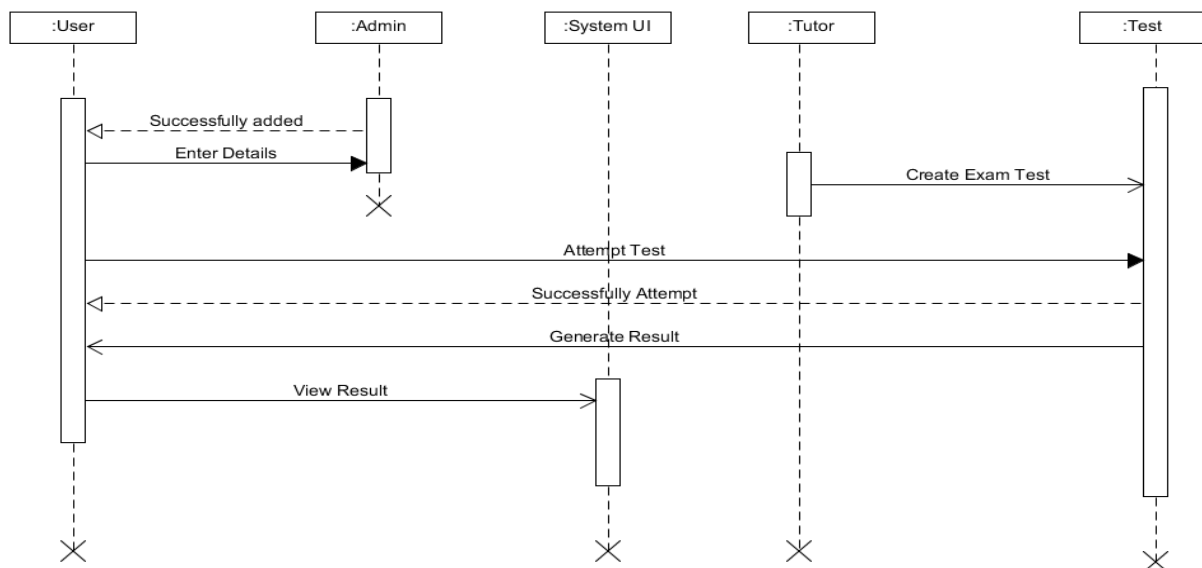 :User
:Admin
:System UI
:Tutor
:Test
Successfully added
Enter Details
Create Exam Test
Attempt Test
Successfully Attempt
Generate Result
View Result